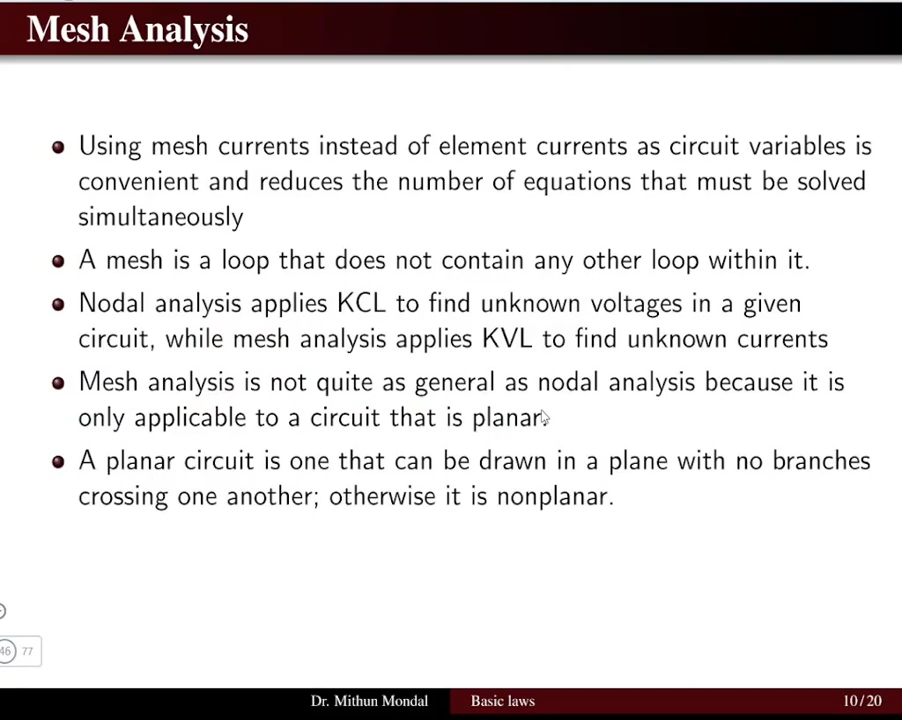 Mesh Analysis
Using mesh currents instead of element currents as circuit variables is
convenient and reduces the number of equations that must be solved
simultaneously
A mesh is a loop that does not contain any other loop within it.
Nodal analysis applies KCL to find unknown voltages in a given
circuit, while mesh analysis applies KVL to find unknown currents
Mesh analysis is not quite as general as nodal analysis because it is
only applicable to a circuit that is planar
A planar circuit is one that can be drawn in a plane with no branches
crossing one another; otherwise it is nonplanar.
46 77
Dr. Mithun Mondal Basic laws 10/20